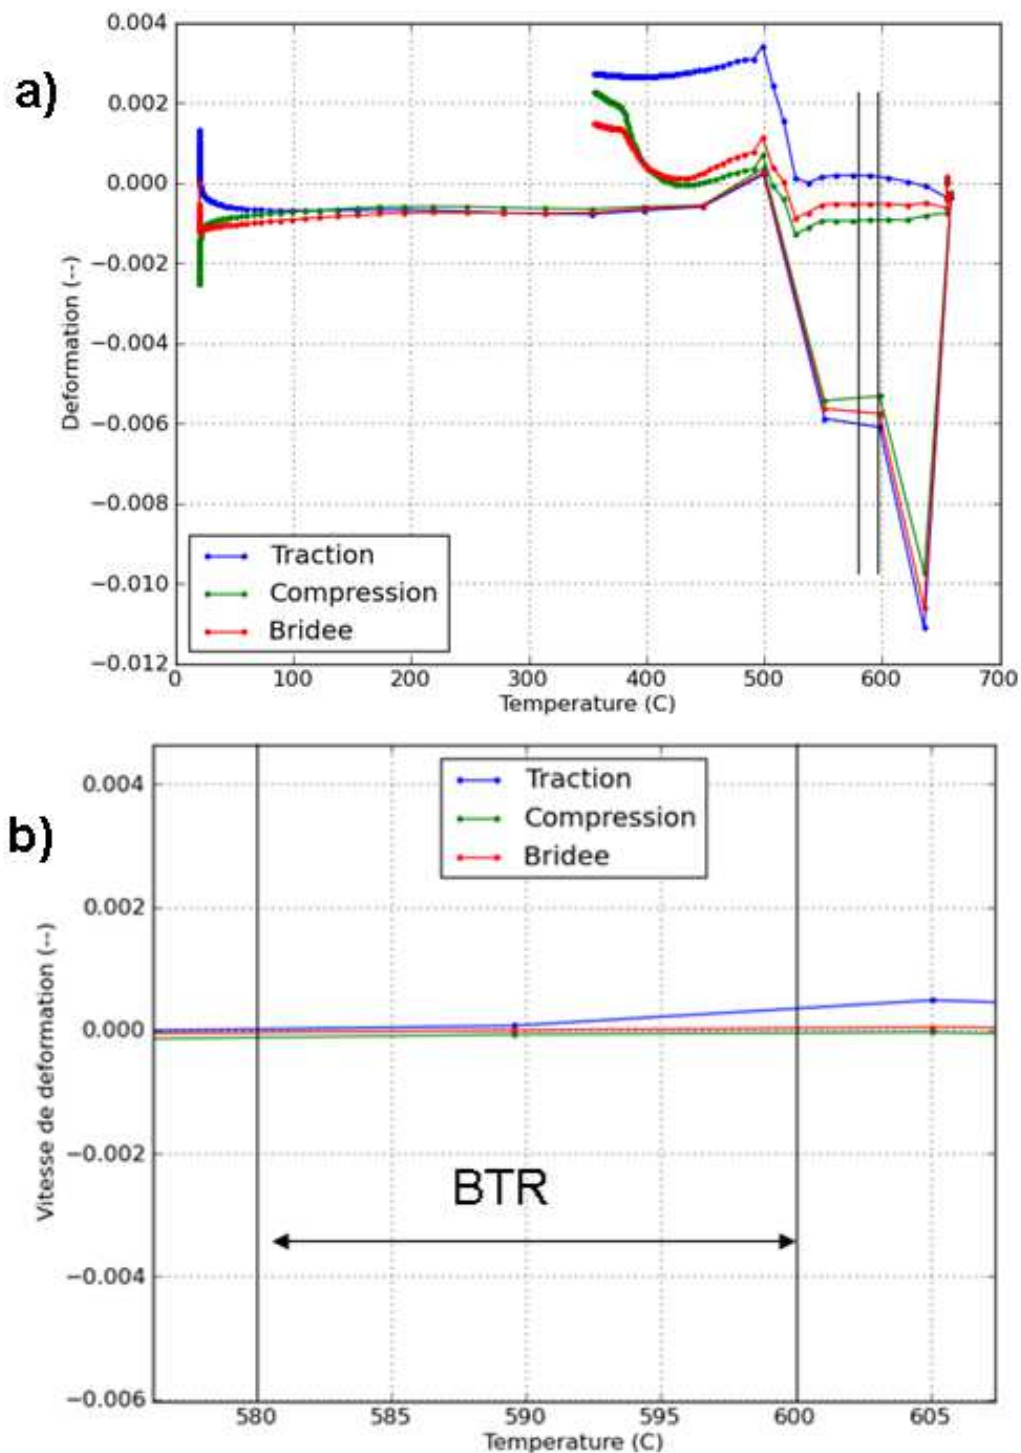 a)
0.004
0.002
0.000
−0.002
−0.004
−0.006
−0.008
−0.010
−0.012
Deformation (--)
Traction
Compression
Bridee
0 100 200 300 400 500 600 700
Temperature (C)
b)
0.004
0.002
0.000
−0.002
−0.004
−0.006
Vitesse de deformation (--)
Traction
Compression
Bridee
BTR
580 585 590 595 600 605
Temperature (C)